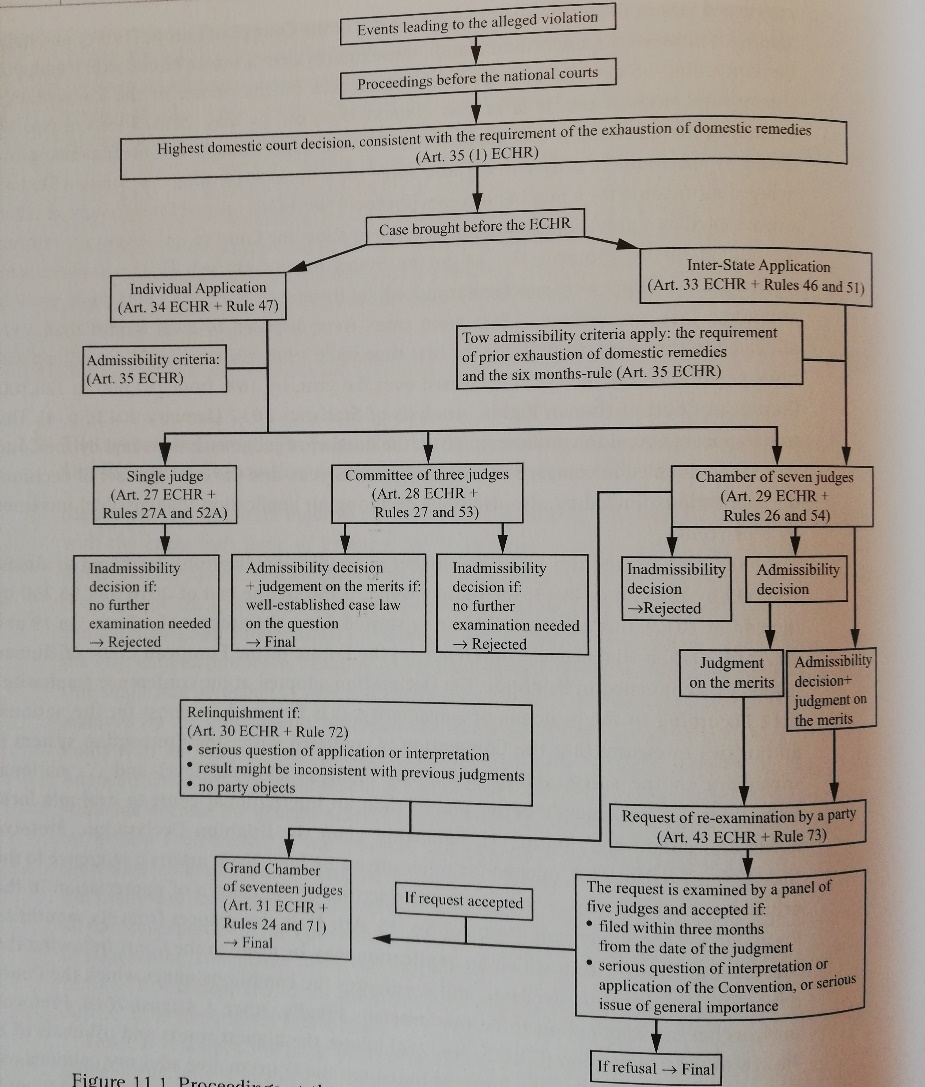 Events leading to the alleged violation
Proceedings before the national courts
Highest domestic court decision, consistent with the requirement of the exhaustion of domestic remedies
(Art. 35 (1) ECHR)
Case brought before the ECHR
Individual Application
(Art. 34 ECHR + Rule 47)
Inter-State Application
(Art. 33 ECHR + Rules 46 and 51)
Admissibility criteria:
(Art. 35 ECHR)
Tow admissibility criteria apply: the requirement
of prior exhaustion of domestic remedies
and the six months-rule (Art. 35 ECHR)
Single judge
(Art. 27 ECHR +
Rules 27A and 52A)
Committee of three judges
(Art. 28 ECHR +
Rules 27 and 53)
Chamber of seven judges
(Art. 29 ECHR +
Rules 26 and 54)
Inadmissibility
decision if:
no further
examination needed
→ Rejected
Admissibility decision
+ judgement on the merits if:
well-established case law
on the question
→ Final
Inadmissibility
decision if:
no further
examination needed
→ Rejected
Inadmissibility
decision
→Rejected
Admissibility
decision
Judgment
on the merits
Admissibility
decision+
judgment on
the merits
Relinquishment if:
(Art. 30 ECHR + Rule 72)
• serious question of application or interpretation
• result might be inconsistent with previous judgments
• no party objects
Request of re-examination by a party
(Art. 43 ECHR + Rule 73)
Grand Chamber
of seventeen judges
(Art. 31 ECHR +
Rules 24 and 71)
→ Final
If request accepted
The request is examined by a panel of
five judges and accepted if:
• filed within three months
from the date of the judgment
• serious question of interpretation or
application of the Convention, or serious
issue of general importance
If refusal → Final
Figure 11.1 Proceedings